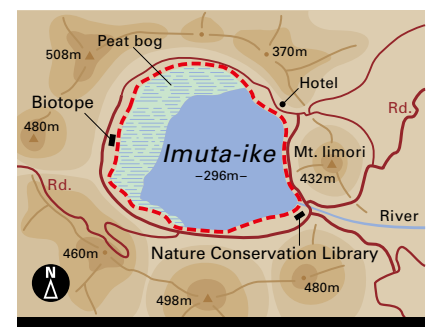 Peat bog
508m
370m
Hotel
Biotope
Rd.
480m
Imuta-ike
–296m–
Mt. Iimori
432m
Rd.
River
Nature Conservation Library
460m
480m
498m
N